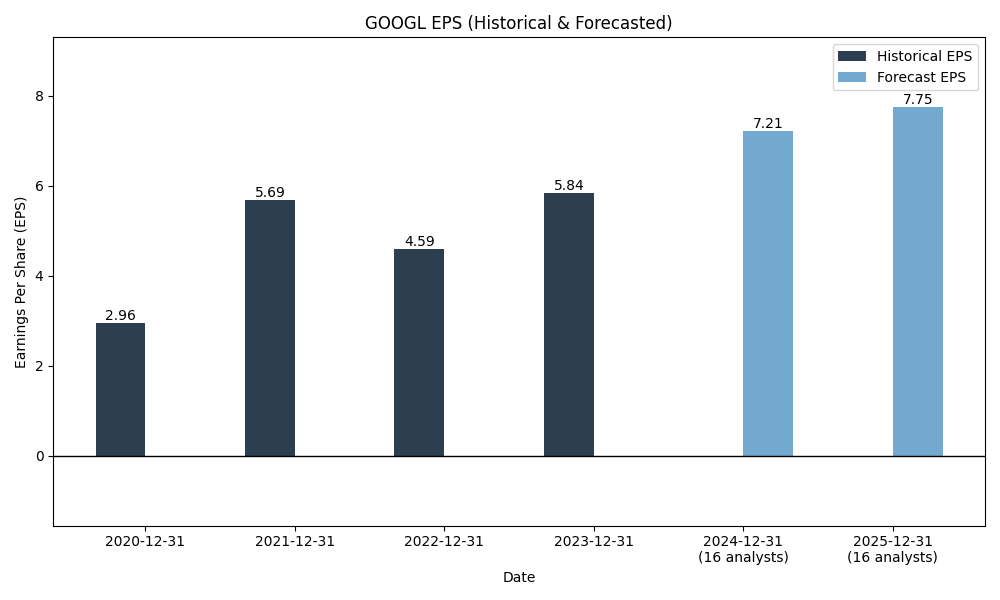 GOOGL EPS (Historical & Forecasted)
Historical EPS
Forecast EPS
Earnings Per Share (EPS)
8
6
4
2
0
2.96
5.69
4.59
5.84
7.21
7.75
2020-12-31
2021-12-31
2022-12-31
2023-12-31
2024-12-31
(16 analysts)
2025-12-31
(16 analysts)
Date